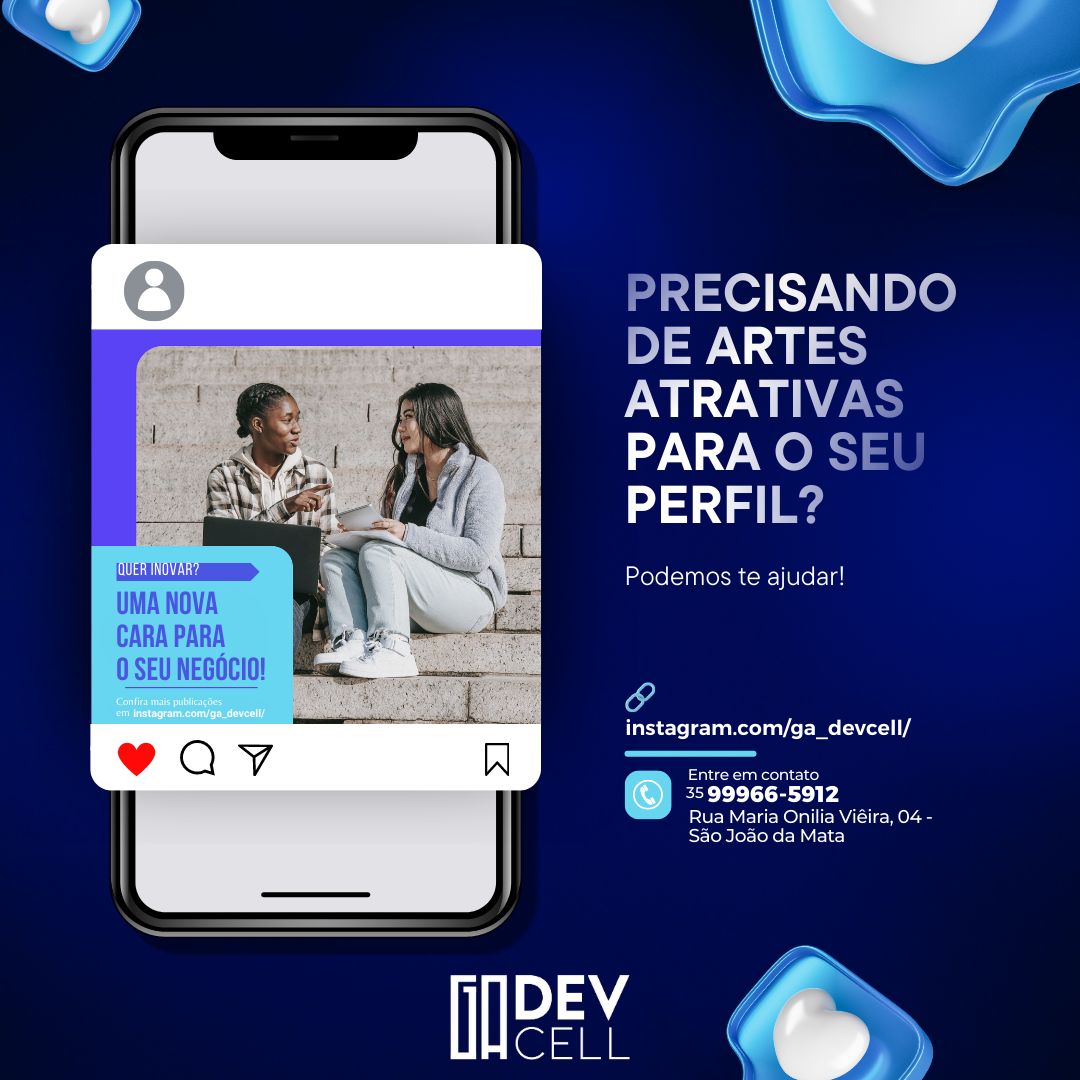 PRECISANDO
DE ARTES
ATRATIVAS
PARA O SEU
PERFIL?
Podemos te ajudar!
QUER INOVAR?
UMA NOVA
CARA PARA
O SEU NEGÓCIO!
Confira mais publicações
em instagram.com/ga_devcell/
instagram.com/ga_devcell/
Entre em contato
35 99966-5912
Rua Maria Onilia Viêira, 04 -
São João da Mata
GA DEV
CELL